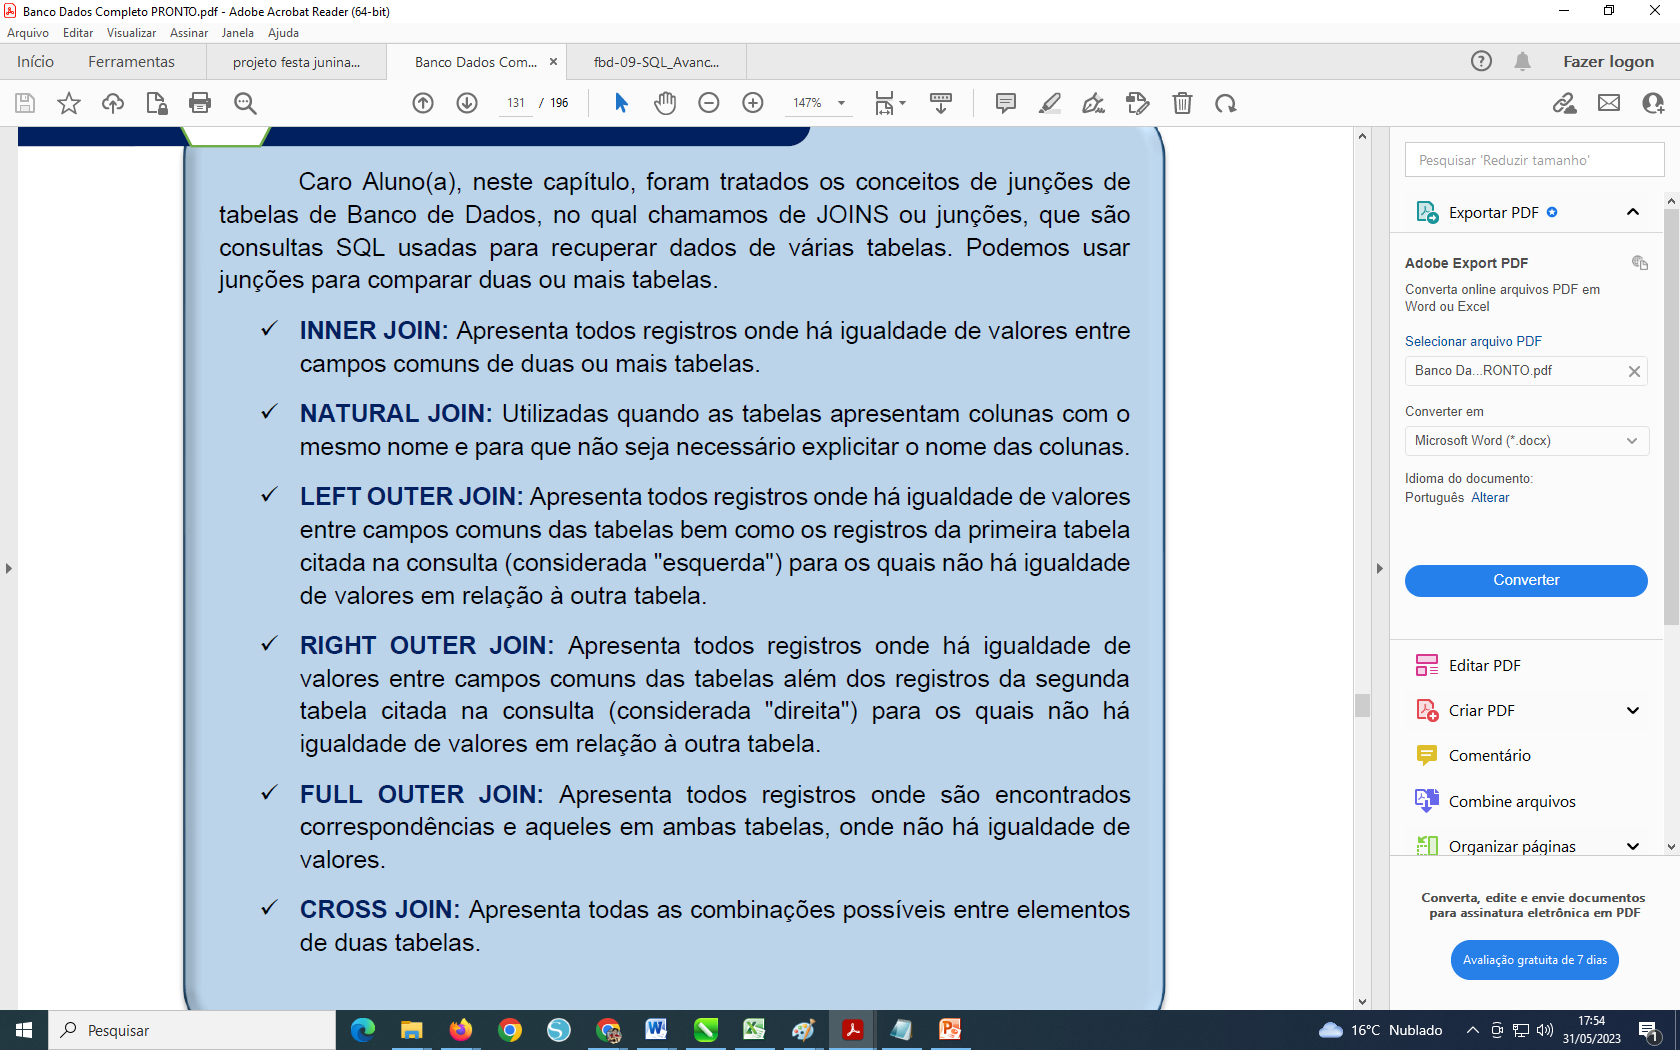 Banco Dados Completo PRONTO.pdf - Adobe Acrobat Reader (64-bit)
Arquivo Editar Visualizar Assinar Janela Ajuda
Início Ferramentas projeto festa junina... Banco Dados Com... × fbd-09-SQL_Avanc... Fazer logon
131 / 196 147%
Caro Aluno(a), neste capítulo, foram tratados os conceitos de junções de
tabelas de Banco de Dados, no qual chamamos de JOINS ou junções, que são
consultas SQL usadas para recuperar dados de várias tabelas. Podemos usar
junções para comparar duas ou mais tabelas.
✓ INNER JOIN: Apresenta todos registros onde há igualdade de valores entre
campos comuns de duas ou mais tabelas.
✓ NATURAL JOIN: Utilizadas quando as tabelas apresentam colunas com o
mesmo nome e para que não seja necessário explicitar o nome das colunas.
✓ LEFT OUTER JOIN: Apresenta todos registros onde há igualdade de valores
entre campos comuns das tabelas bem como os registros da primeira tabela
citada na consulta (considerada "esquerda") para os quais não há igualdade
de valores em relação à outra tabela.
✓ RIGHT OUTER JOIN: Apresenta todos registros onde há igualdade de
valores entre campos comuns das tabelas além dos registros da segunda
tabela citada na consulta (considerada "direita") para os quais não há
igualdade de valores em relação à outra tabela.
✓ FULL OUTER JOIN: Apresenta todos registros onde são encontrados
correspondências e aqueles em ambas tabelas, onde não há igualdade de
valores.
✓ CROSS JOIN: Apresenta todas as combinações possíveis entre elementos
de duas tabelas.
Pesquisar 'Reduzir tamanho'
Exportar PDF
Adobe Export PDF
Converta online arquivos PDF em
Word ou Excel
Selecionar arquivo PDF
Banco Da...RONTO.pdf
Converter em
Microsoft Word (*.docx)
Idioma do documento:
Português Alterar
Converter
Editar PDF
Criar PDF
Comentário
Combine arquivos
Organizar páginas
Converta, edite e envie documentos
para assinatura eletrônica em PDF
Avaliação gratuita de 7 dias
Pesquisar
16°C Nublado
17:54
31/05/2023
1